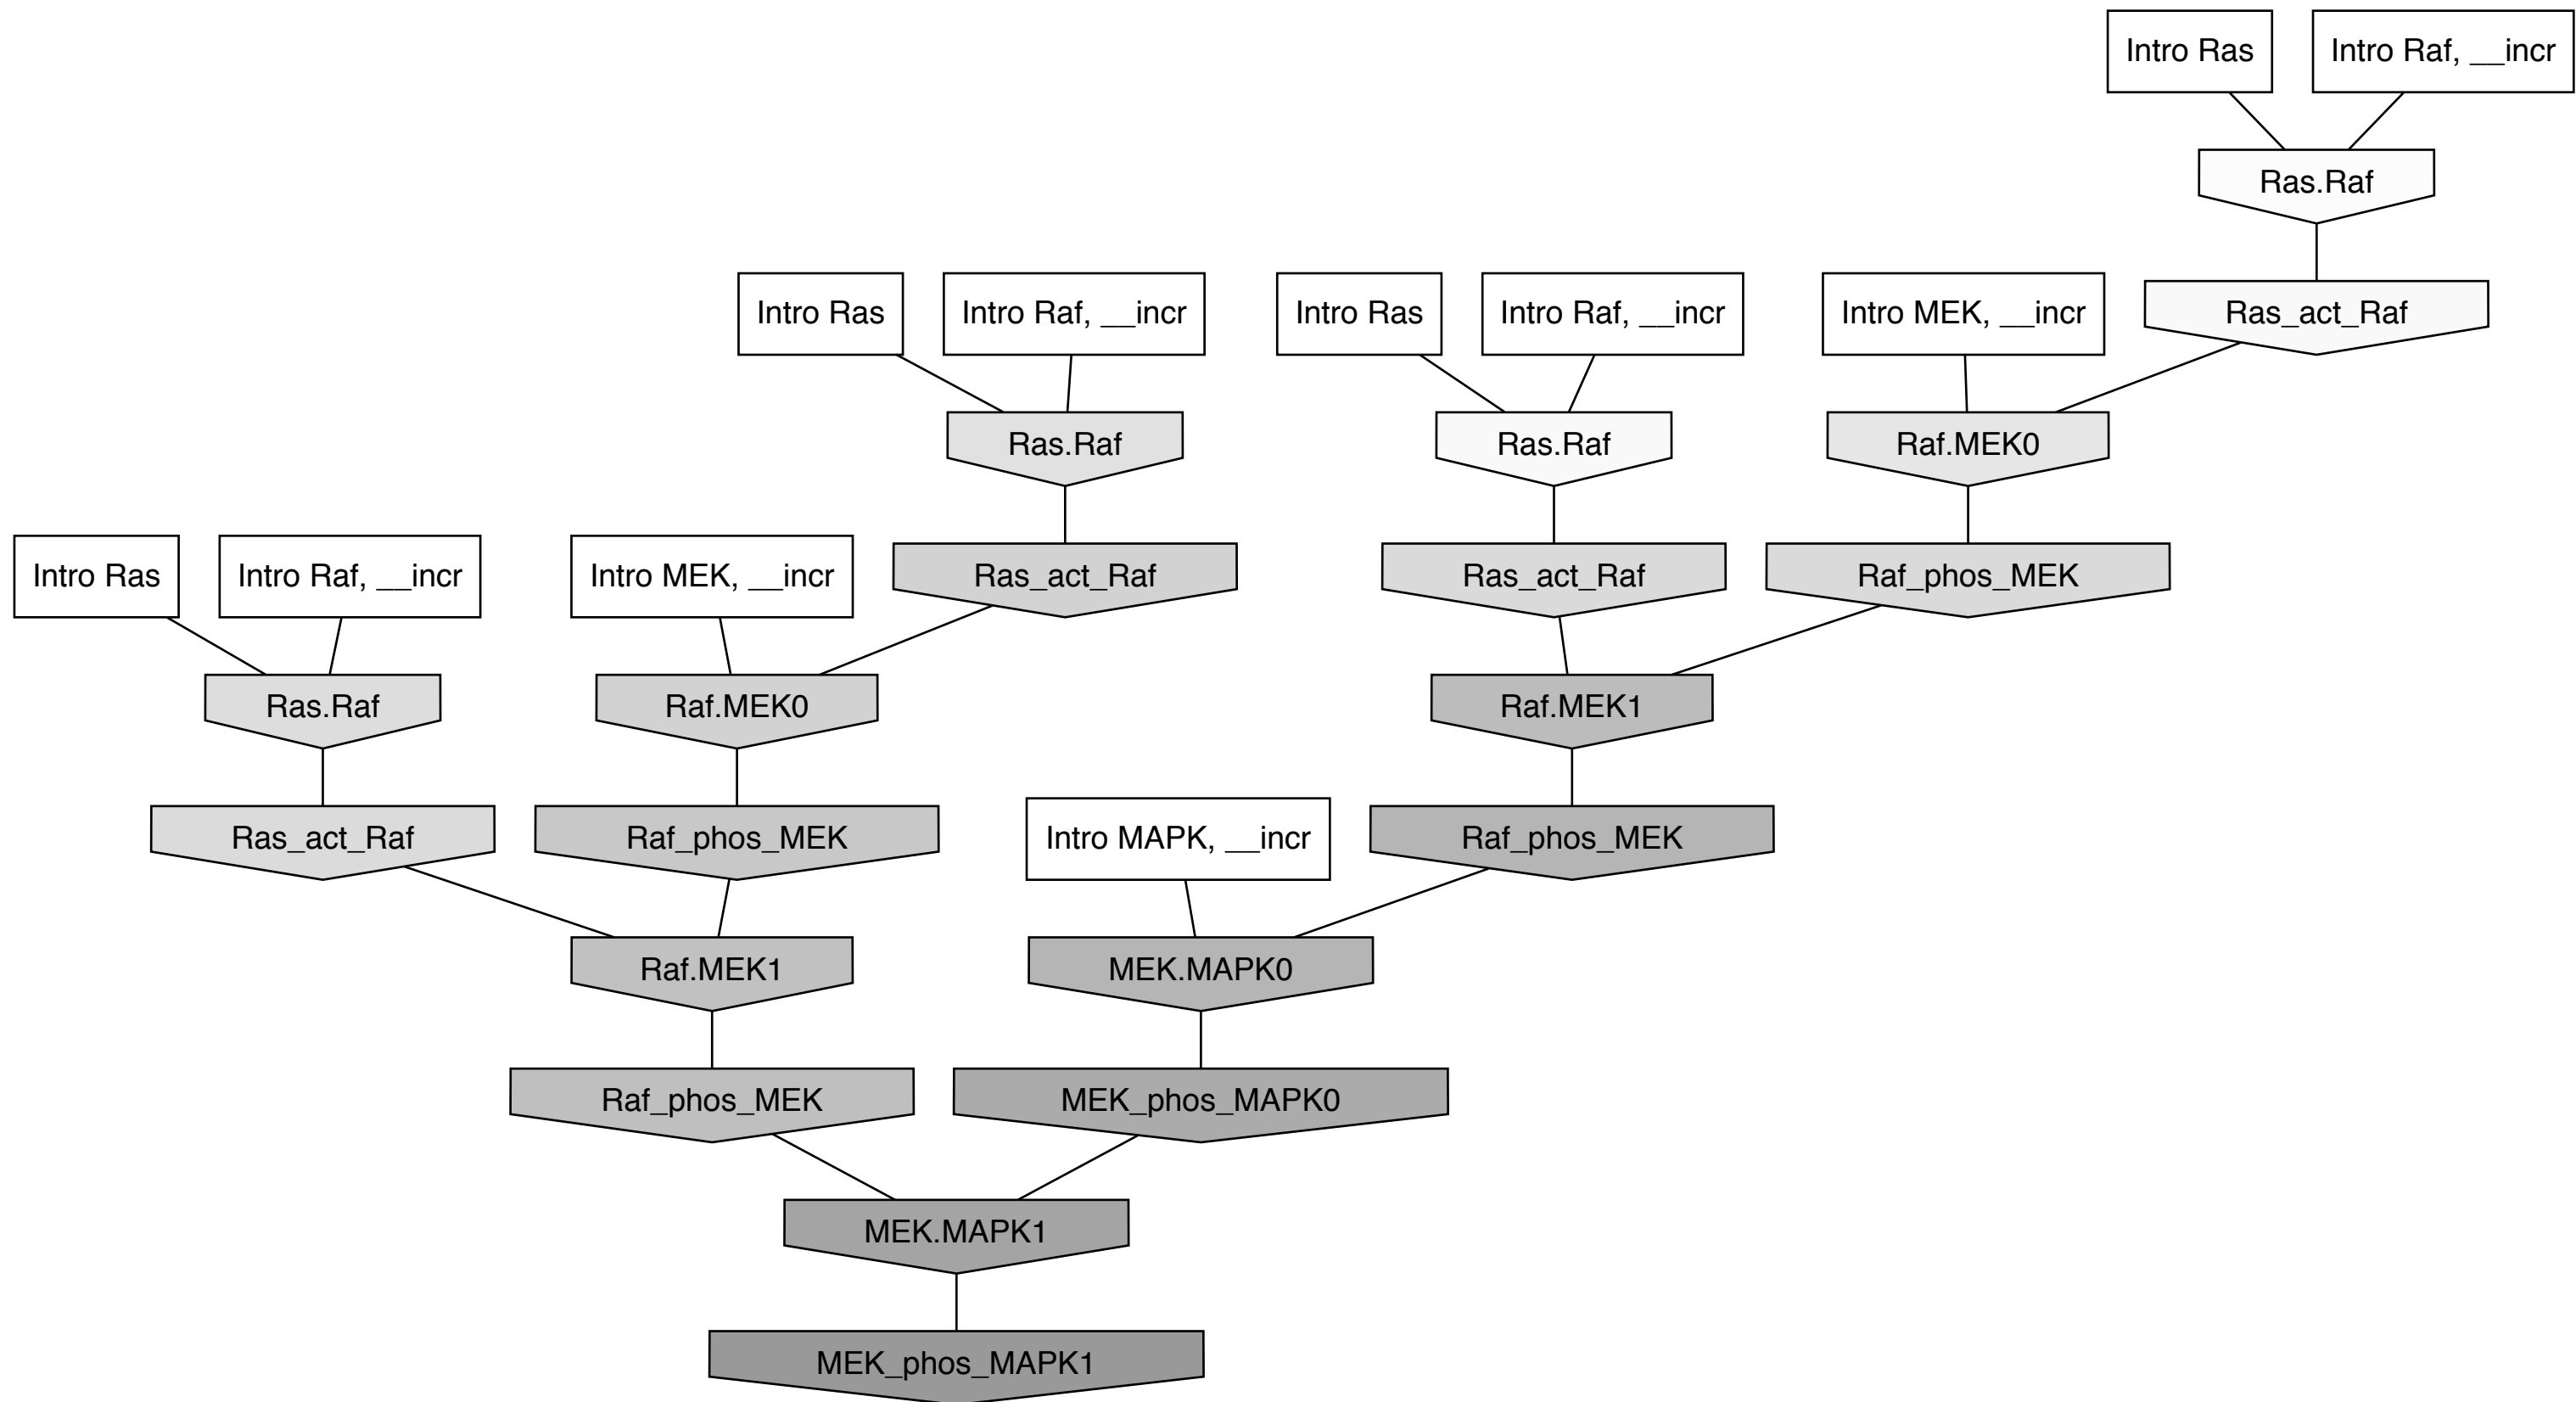 Intro Ras
Intro Raf, __incr
Ras.Raf
Intro Ras
Intro Raf, __incr
Intro Ras
Intro Raf, __incr
Intro MEK, __incr
Ras_act_Raf
Ras.Raf
Ras.Raf
Raf.MEK0
Intro Ras
Intro Raf, __incr
Intro MEK, __incr
Ras_act_Raf
Ras_act_Raf
Raf_phos_MEK
Ras.Raf
Raf.MEK0
Raf.MEK1
Ras_act_Raf
Raf_phos_MEK
Intro MAPK, __incr
Raf_phos_MEK
Raf.MEK1
MEK.MAPK0
Raf_phos_MEK
MEK_phos_MAPK0
MEK.MAPK1
MEK_phos_MAPK1